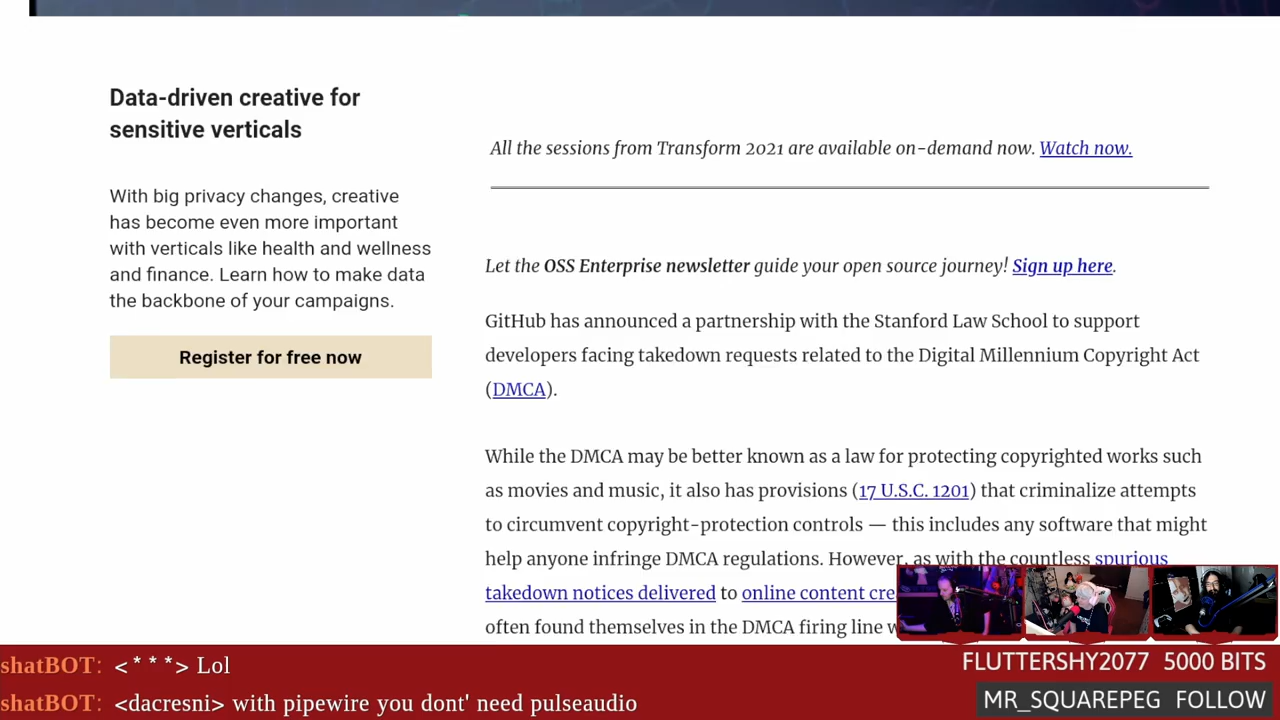 Data-driven creative for
sensitive verticals
With big privacy changes, creative
has become even more important
with verticals like health and wellness
and finance. Learn how to make data
the backbone of your campaigns.
Register for free now
All the sessions from Transform 2021 are available on-demand now. Watch now.
Let the OSS Enterprise newsletter guide your open source journey! Sign up here.
GitHub has announced a partnership with the Stanford Law School to support
developers facing takedown requests related to the Digital Millennium Copyright Act
(DMCA).
While the DMCA may be better known as a law for protecting copyrighted works such
as movies and music, it also has provisions (17 U.S.C. 1201) that criminalize attempts
to circumvent copyright-protection controls — this includes any software that might
help anyone infringe DMCA regulations. However, as with the countless spurious
takedown notices delivered to online content cre
often found themselves in the DMCA firing line w
shatBOT: <***> Lol
shatBOT: <dacresni> with pipewire you dont' need pulseaudio
FLUTTERSHY2077 5000 BITS
MR_SQUAREPEG FOLLOW